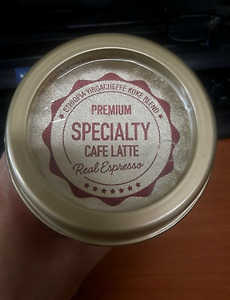 ETHIOPIA YIRGACHEFFE KOKE BLEND
PREMIUM
SPECIALTY
CAFE LATTE
Real Espresso